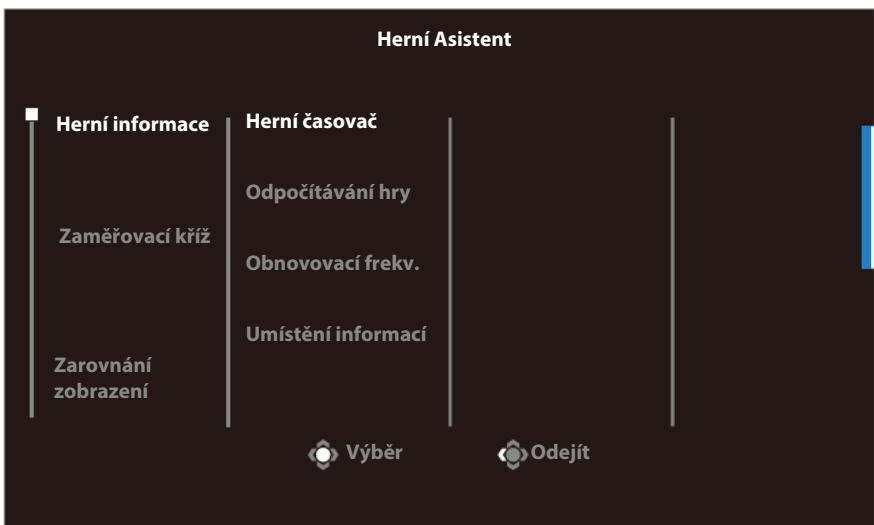 Herní Asistent
Herní informace
Zaměřovací kříž
Zarovnání
zobrazení
Herní časovač
Odpočítávání hry
Obnovovací frekv.
Umístění informací
Výběr
Odejít